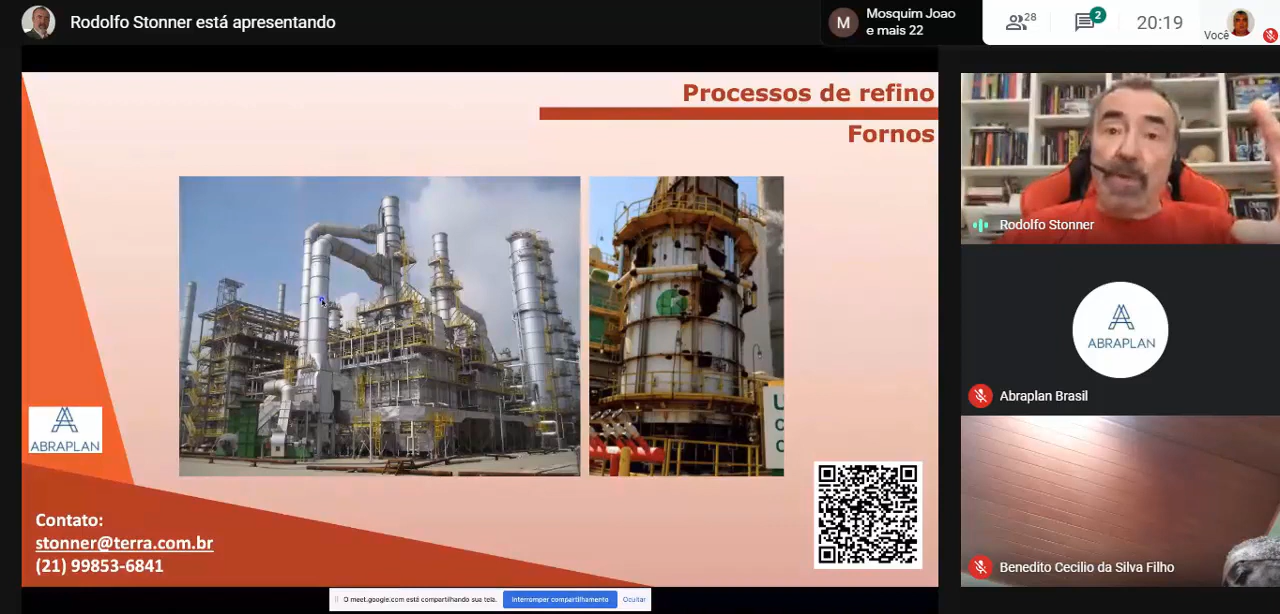 Rodolfo Stonner está apresentando
M
Mosquim Joao
e mais 22
28
2
20:19
Você
Processos de refino
Fornos
Rodolfo Stonner
ABRAPLAN
Abraplan Brasil
ABRAPLAN
Contato:
stonner@terra.com.br
(21) 99853-6841
Benedito Cecilio da Silva Filho
O meet.google.com está compartilhando sua tela.
Interromper compartilhamento
Ocultar